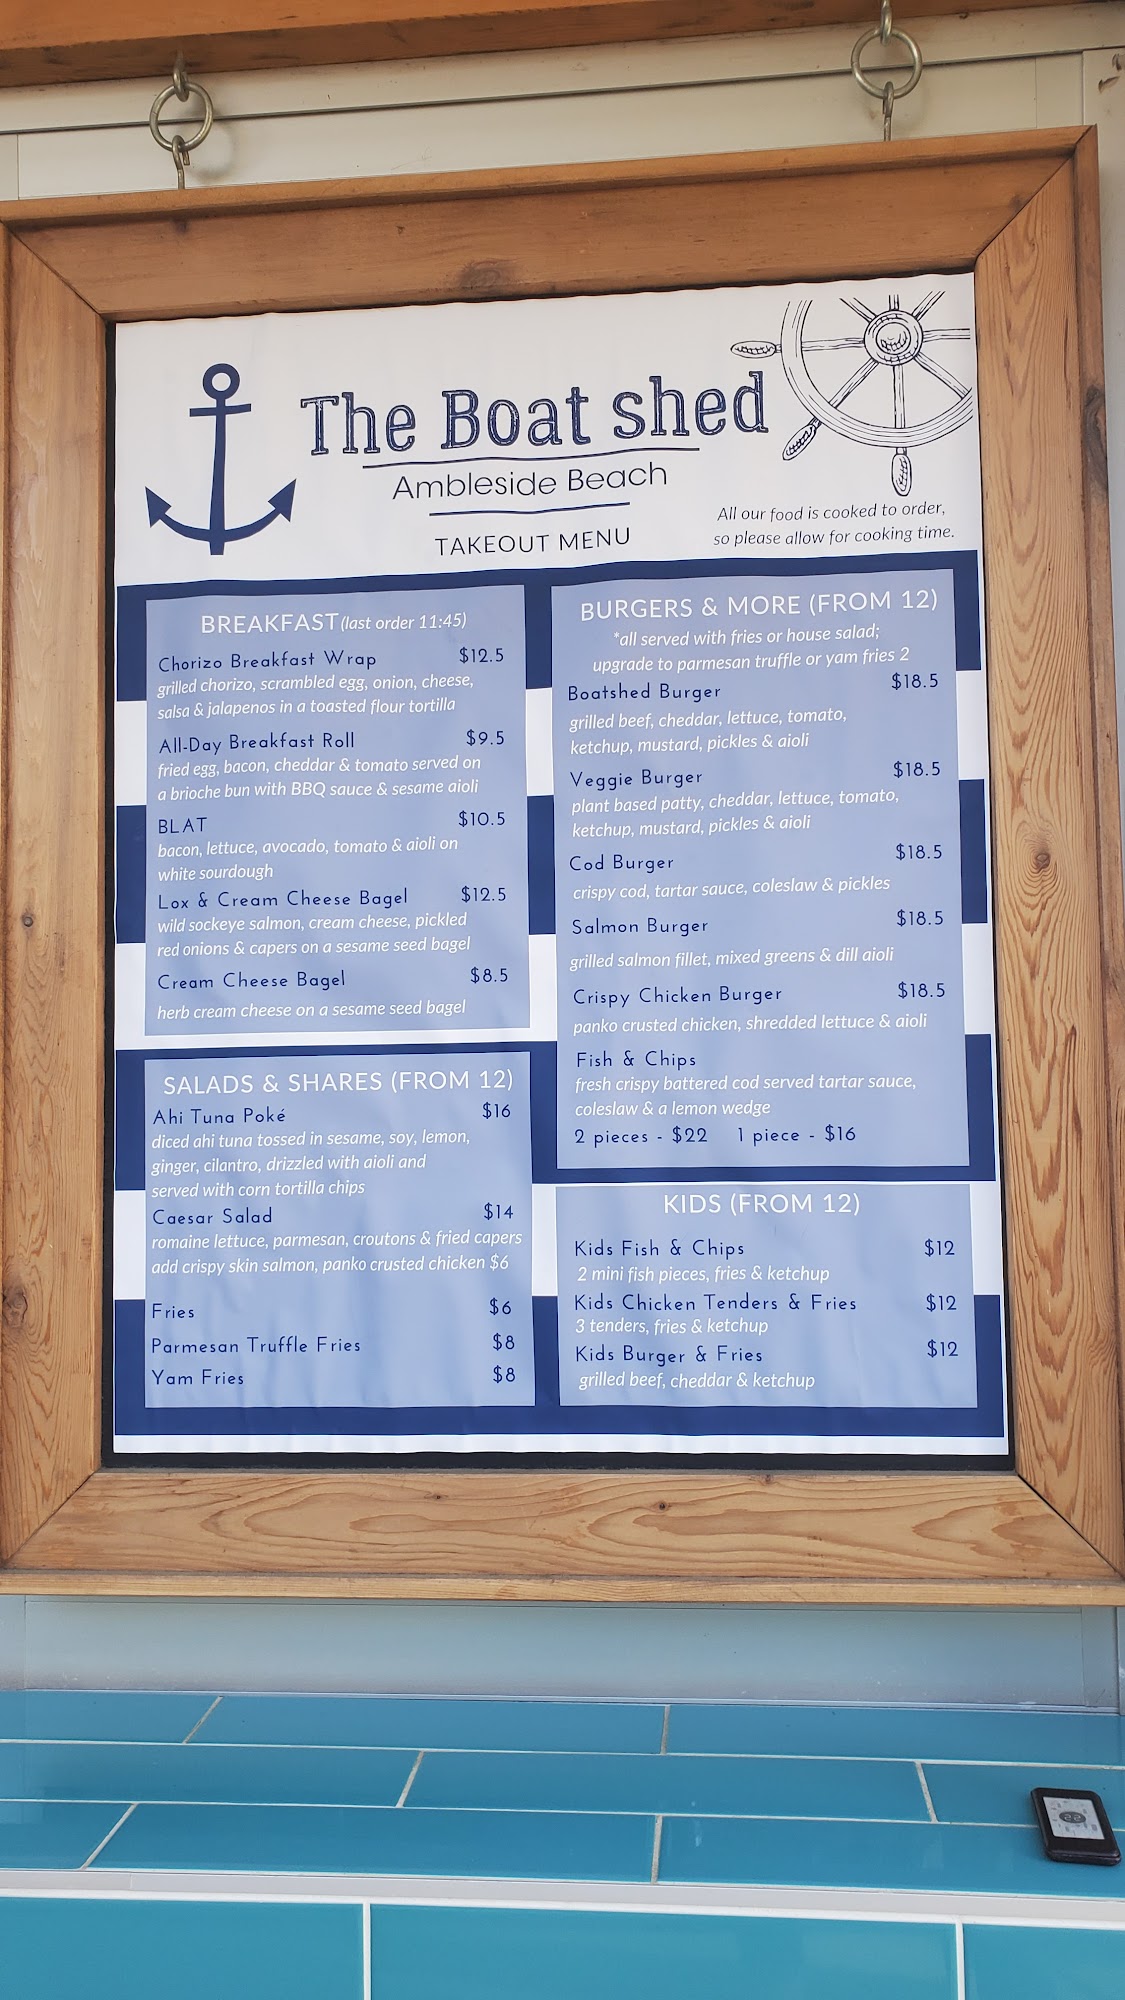 The Boat shed
Ambleside Beach
TAKEOUT MENU
All our food is cooked to order,
so please allow for cooking time.
BREAKFAST (last order 11:45)
Chorizo Breakfast Wrap $12.5
grilled chorizo, scrambled egg, onion, cheese,
salsa & jalapenos in a toasted flour tortilla
All-Day Breakfast Roll $9.5
fried egg, bacon, cheddar & tomato served on
a brioche bun with BBQ sauce & sesame aioli
BLAT $10.5
bacon, lettuce, avocado, tomato & aioli on
white sourdough
Lox & Cream Cheese Bagel $12.5
wild sockeye salmon, cream cheese, pickled
red onions & capers on a sesame seed bagel
Cream Cheese Bagel $8.5
herb cream cheese on a sesame seed bagel
SALADS & SHARES (FROM 12)
Ahi Tuna Poké $16
diced ahi tuna tossed in sesame, soy, lemon,
ginger, cilantro, drizzled with aioli and
served with corn tortilla chips
Caesar Salad $14
romaine lettuce, parmesan, croutons & fried capers
add crispy skin salmon, panko crusted chicken $6
Fries $6
Parmesan Truffle Fries $8
Yam Fries $8
BURGERS & MORE (FROM 12)
*all served with fries or house salad;
upgrade to parmesan truffle or yam fries 2
Boatshed Burger $18.5
grilled beef, cheddar, lettuce, tomato,
ketchup, mustard, pickles & aioli
Veggie Burger $18.5
plant based patty, cheddar, lettuce, tomato,
ketchup, mustard, pickles & aioli
Cod Burger $18.5
crispy cod, tartar sauce, coleslaw & pickles
Salmon Burger $18.5
grilled salmon fillet, mixed greens & dill aioli
Crispy Chicken Burger $18.5
panko crusted chicken, shredded lettuce & aioli
Fish & Chips
fresh crispy battered cod served tartar sauce,
coleslaw & a lemon wedge
2 pieces - $22 1 piece - $16
KIDS (FROM 12)
Kids Fish & Chips $12
2 mini fish pieces, fries & ketchup
Kids Chicken Tenders & Fries $12
3 tenders, fries & ketchup
Kids Burger & Fries $12
grilled beef, cheddar & ketchup